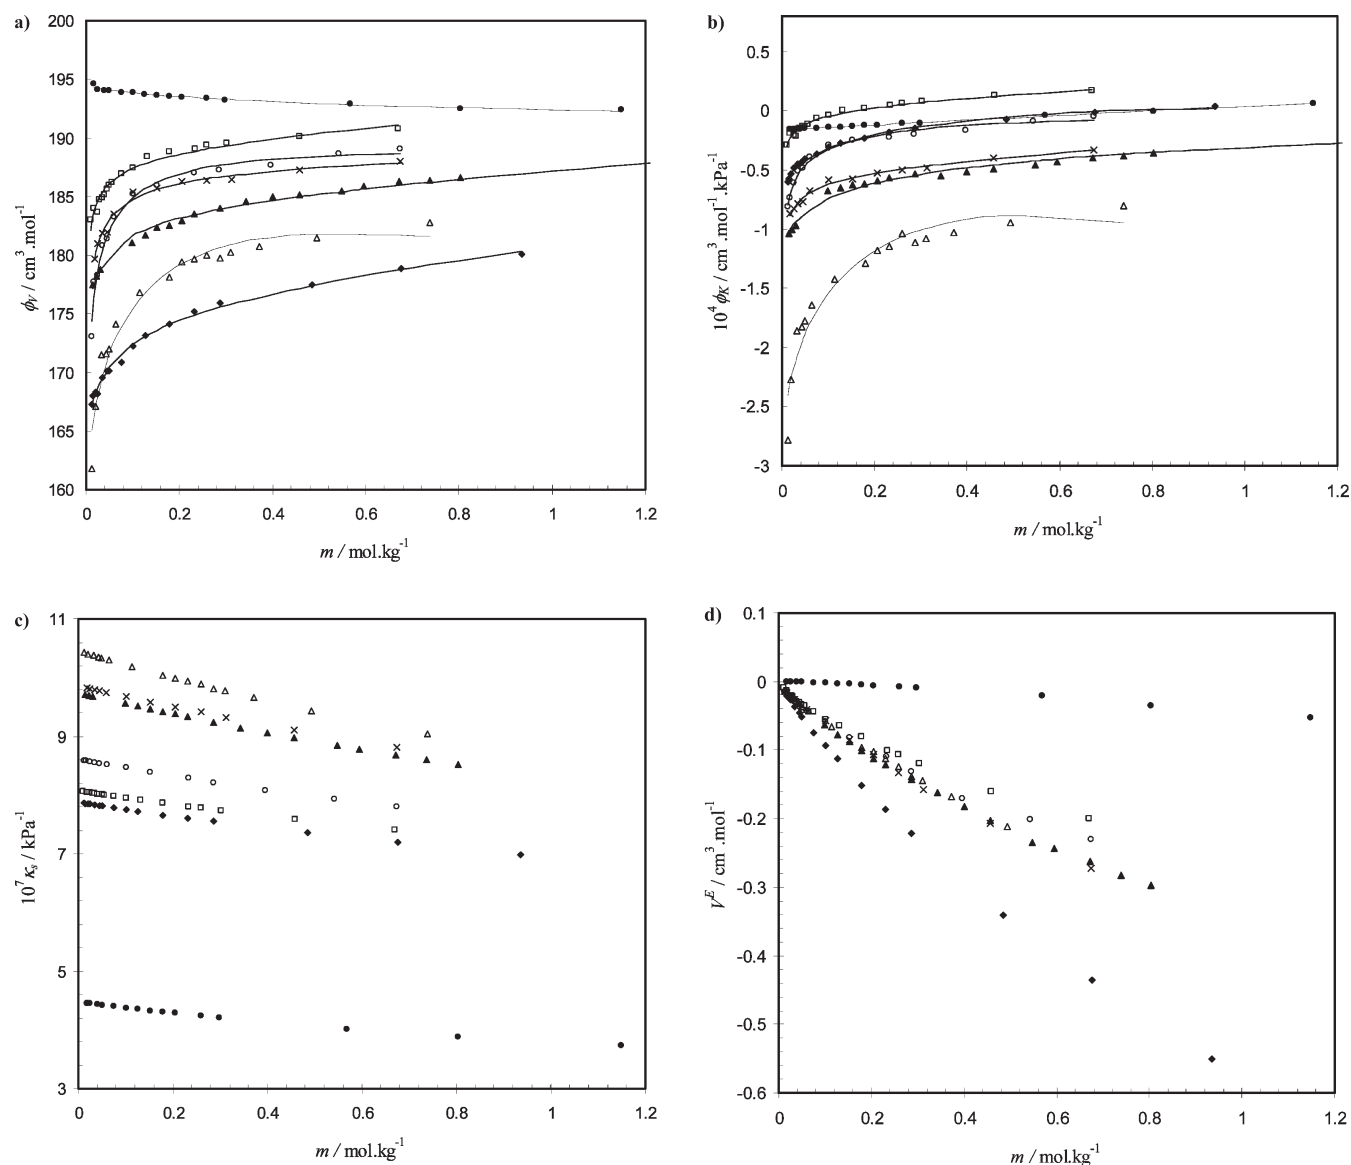 a)
200
195
190
185
180
175
170
165
160
ϕV / cm³.mol⁻¹
0 0.2 0.4 0.6 0.8 1 1.2
m / mol.kg⁻¹
b)
0.5
0
-0.5
-1
-1.5
-2
-2.5
-3
10⁴ ϕK / cm³.mol⁻¹.kPa⁻¹
0 0.2 0.4 0.6 0.8 1 1.2
m / mol.kg⁻¹
c)
11
9
7
5
3
10⁷ κs / kPa⁻¹
0 0.2 0.4 0.6 0.8 1 1.2
m / mol.kg⁻¹
d)
0.1
0
-0.1
-0.2
-0.3
-0.4
-0.5
-0.6
Vᴱ / cm³.mol⁻¹
0 0.2 0.4 0.6 0.8 1 1.2
m / mol.kg⁻¹